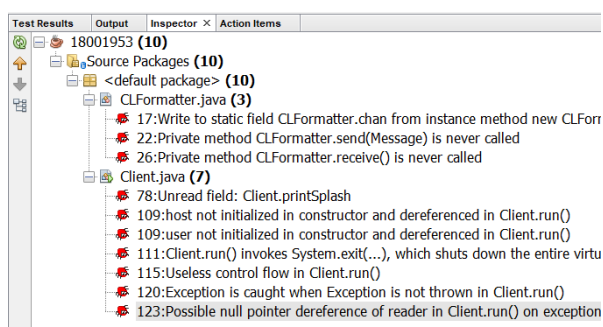 Test Results Output Inspector × Action Items
18001953 (10)
Source Packages (10)
<default package> (10)
CLFormatter.java (3)
17:Write to static field CLFormatter.chan from instance method new CLForr
22:Private method CLFormatter.send(Message) is never called
26:Private method CLFormatter.receive() is never called
Client.java (7)
78:Unread field: Client.printSplash
109:host not initialized in constructor and dereferenced in Client.run()
109:user not initialized in constructor and dereferenced in Client.run()
111:Client.run() invokes System.exit(...), which shuts down the entire virtu
115:Useless control flow in Client.run()
120:Exception is caught when Exception is not thrown in Client.run()
123:Possible null pointer dereference of reader in Client.run() on exception